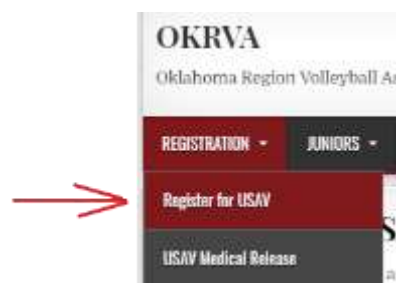 OKRVA
Oklahoma Region Volleyball
REGISTRATION JUNIORS
Register for USAV
USAV Medical Release